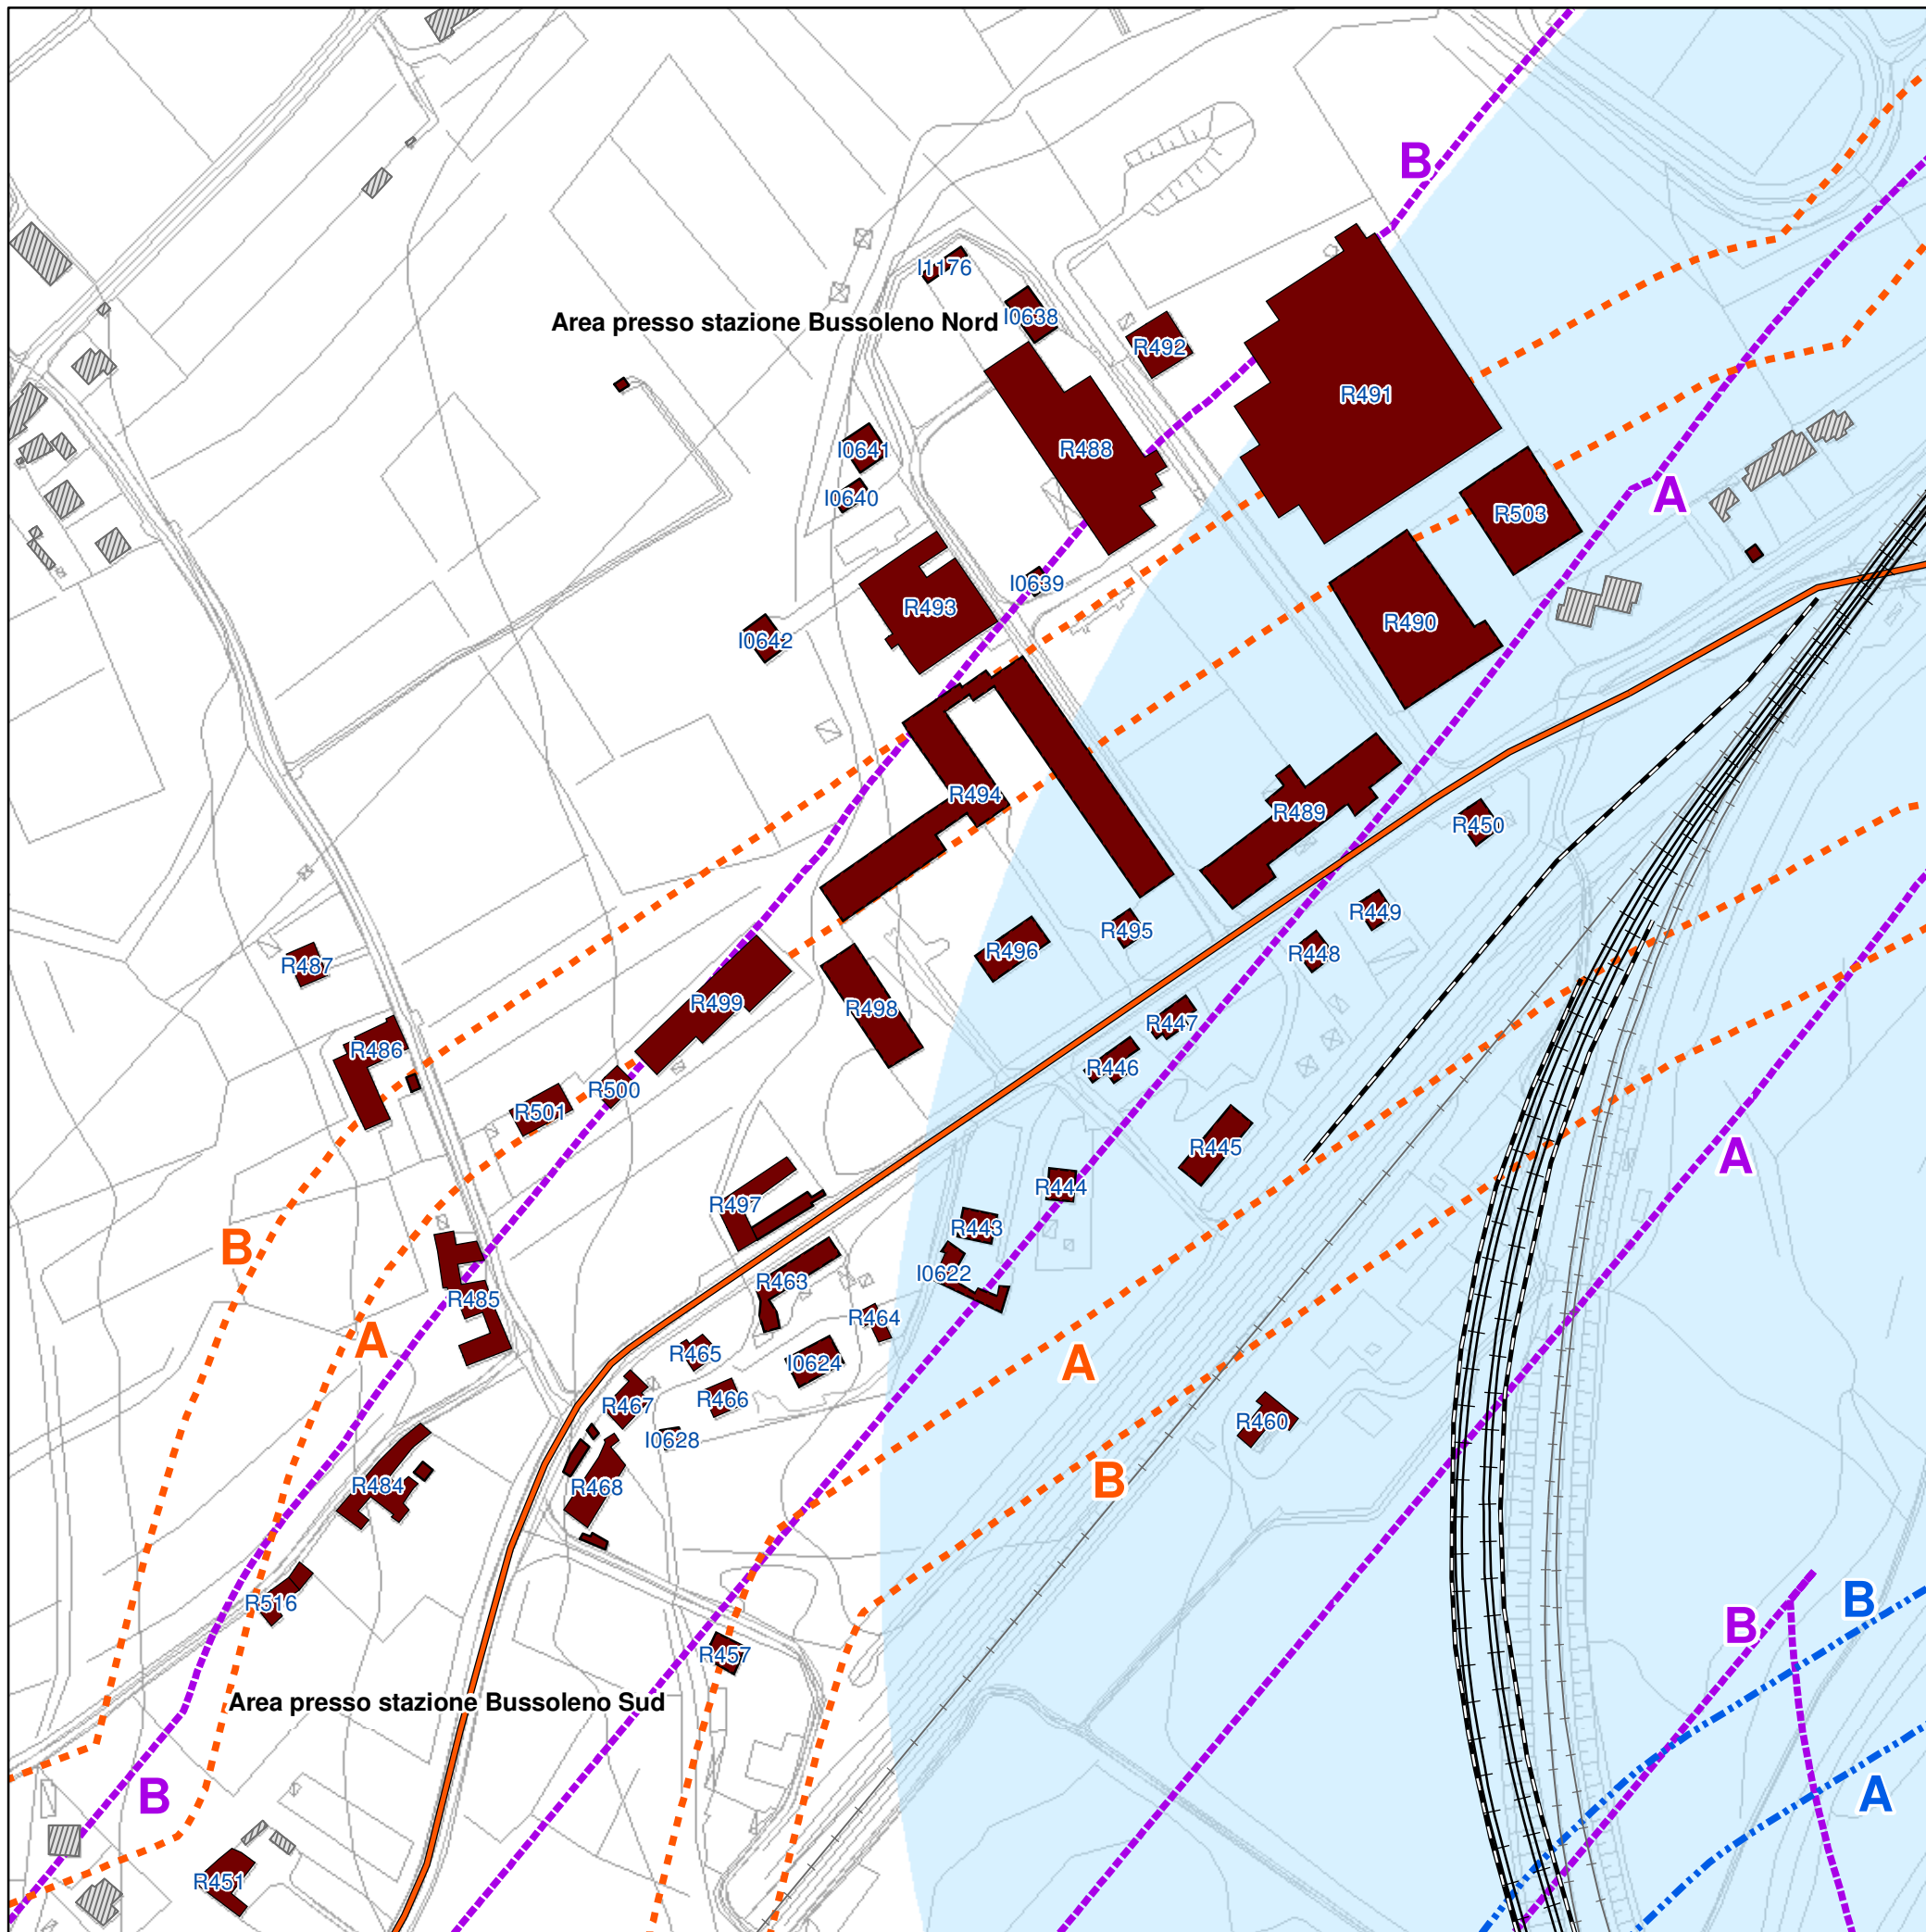 B
I1176
Area presso stazione Bussoleno Nord
I0638
R492
R491
I0641
R488
I0640
A
R503
I0639
R493
R490
I0642
R494
R489
R450
R449
R495
R496
R448
R487
R499
R498
R447
R486
R446
R500
R501
R445
A
R444
R497
R443
B
I0622
R463
R485
R464
A
R465
I0624
A
R466
R467
R460
I0628
B
R484
R468
B
R516
B
R457
Area presso stazione Bussoleno Sud
B
A
R451